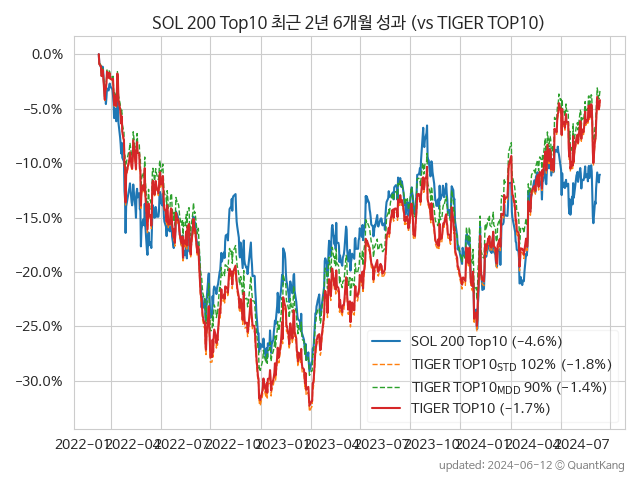 SOL 200 Top10 최근 2년 6개월 성과 (vs TIGER TOP10)
0.0%
−5.0%
−10.0%
−15.0%
−20.0%
−25.0%
−30.0%
SOL 200 Top10 (−4.6%)
TIGER TOP10STD 102% (−1.8%)
TIGER TOP10MDD 90% (−1.4%)
TIGER TOP10 (−1.7%)
2022-01 2022-04 2022-07 2022-10 2023-01 2023-04 2023-07 2023-10 2024-01 2024-04 2024-07
updated: 2024-06-12 © QuantKang